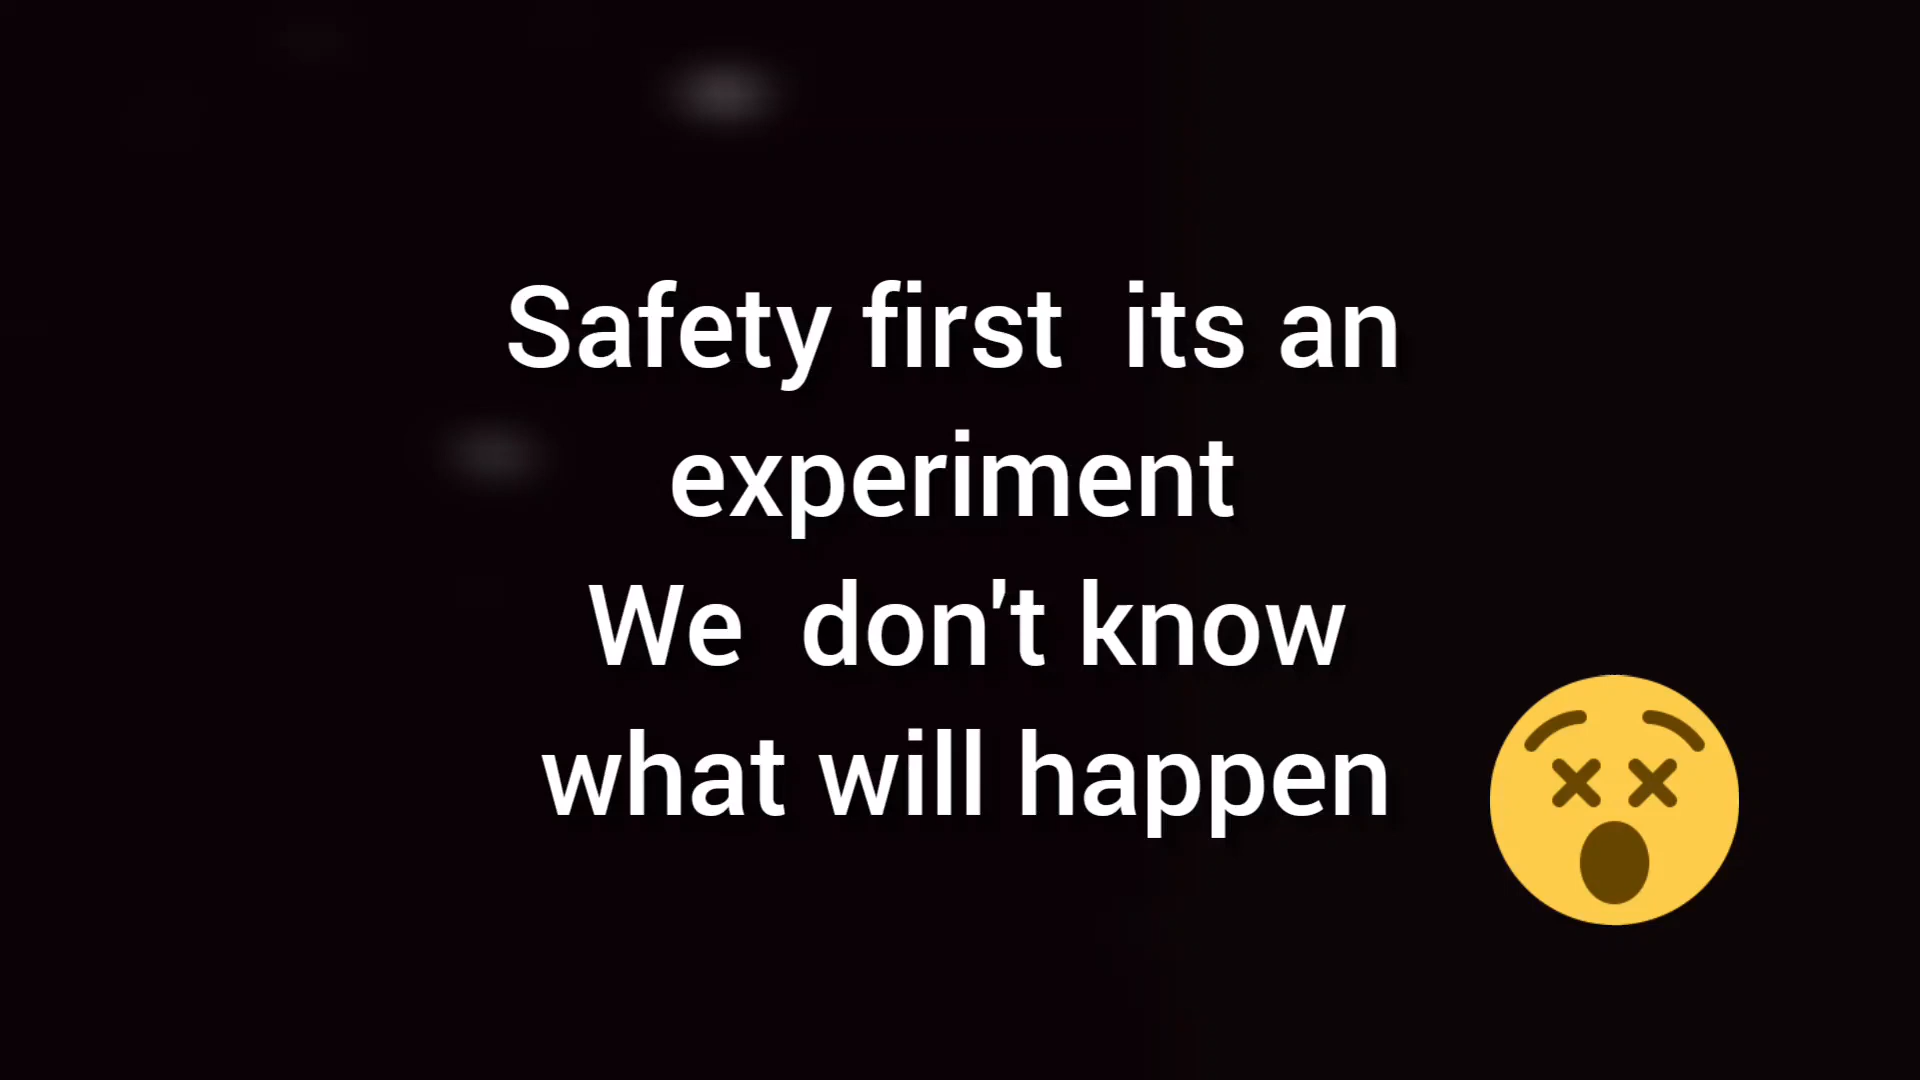 Safety first  its an
experiment
We  don't know
what will happen